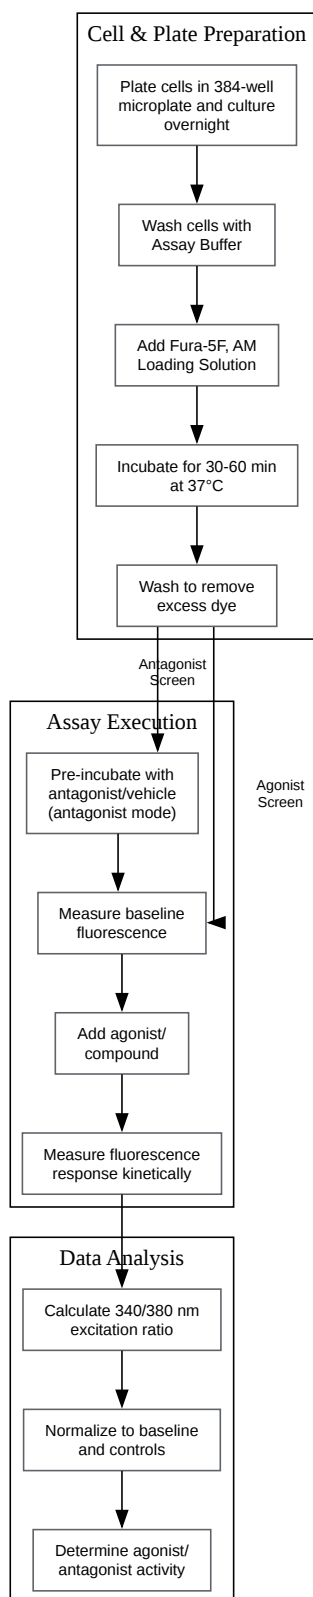 Cell & Plate Preparation
Plate cells in 384-well
microplate and culture
overnight
Wash cells with
Assay Buffer
Add Fura-5F, AM
Loading Solution
Incubate for 30-60 min
at 37°C
Wash to remove
excess dye
Antagonist
Screen
Assay Execution
Pre-incubate with
antagonist/vehicle
(antagonist mode)
Agonist
Screen
Measure baseline
fluorescence
Add agonist/
compound
Measure fluorescence
response kinetically
Data Analysis
Calculate 340/380 nm
excitation ratio
Normalize to baseline
and controls
Determine agonist/
antagonist activity